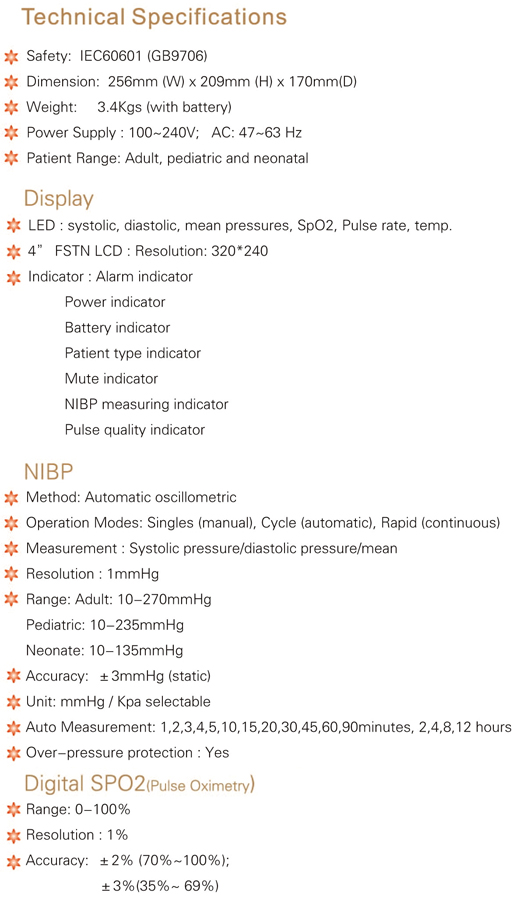 Technical Specifications
Safety: IEC60601 (GB9706)
Dimension: 256mm (W) x 209mm (H) x 170mm(D)
Weight: 3.4Kgs (with battery)
Power Supply : 100~240V; AC: 47~63 Hz
Patient Range: Adult, pediatric and neonatal
Display
LED : systolic, diastolic, mean pressures, SpO2, Pulse rate, temp.
4" FSTN LCD : Resolution: 320*240
Indicator : Alarm indicator
Power indicator
Battery indicator
Patient type indicator
Mute indicator
NIBP measuring indicator
Pulse quality indicator
NIBP
Method: Automatic oscillometric
Operation Modes: Singles (manual), Cycle (automatic), Rapid (continuous)
Measurement : Systolic pressure/diastolic pressure/mean
Resolution : 1mmHg
Range: Adult: 10–270mmHg
Pediatric: 10–235mmHg
Neonate: 10–135mmHg
Accuracy: ±3mmHg (static)
Unit: mmHg / Kpa selectable
Auto Measurement: 1,2,3,4,5,10,15,20,30,45,60,90minutes, 2,4,8,12 hours
Over–pressure protection : Yes
Digital SPO2(Pulse Oximetry)
Range: 0–100%
Resolution : 1%
Accuracy: ±2% (70%~100%);
±3%(35%~ 69%)